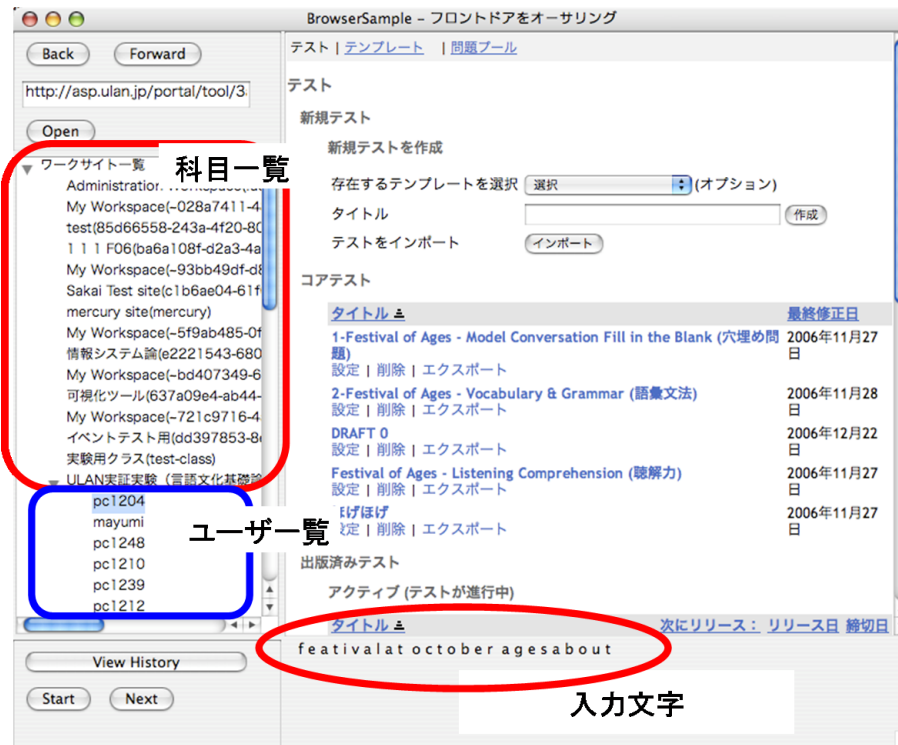 BrowserSample – フロントドアをオーサリング
Back Forward
http://asp.ulan.jp/portal/tool/3
Open
科目一覧
ワークサイト一覧
Administration
My Workspace(~028a7411-4
test(85d66558-243a-4f20-80
1 1 1 F06(ba6a108f-d2a3-4a
My Workspace(~93bb49df-d8
Sakai Test site(c1b6ae04-61f
mercury site(mercury)
My Workspace(~5f9ab485-0f
情報システム論(e2221543-680
My Workspace(~bd407349-6
可視化ツール(637a09e4-ab44-
My Workspace(~721c9716-4
イベントテスト用(dd397853-8
実験用クラス(test-class)
ULAN実証実験（言語文化基礎論
pc1204
mayumi
pc1248
pc1210
pc1239
pc1212
ユーザ一覧
View History
Start Next
テスト | テンプレート | 問題プール
テスト
新規テスト
新規テストを作成
存在するテンプレートを選択 選択 (オプション)
タイトル 作成
テストをインポート インポート
コアテスト
タイトル 最終修正日
1-Festival of Ages - Model Conversation Fill in the Blank (穴埋め問 2006年11月27
題) 日
設定 | 削除 | エクスポート
2-Festival of Ages - Vocabulary & Grammar (語彙文法) 2006年11月28
設定 | 削除 | エクスポート 日
DRAFT 0 2006年12月22
設定 | 削除 | エクスポート 日
Festival of Ages - Listening Comprehension (聴解力) 2006年11月27
設定 | 削除 | エクスポート 日
ほげほげ 2006年11月27
設定 | 削除 | エクスポート 日
出版済みテスト
アクティブ (テストが進行中)
タイトル 次にリリース： リリース日 締切日
f e a t i v a l a t o c t o b e r a g e s a b o u t
入力文字